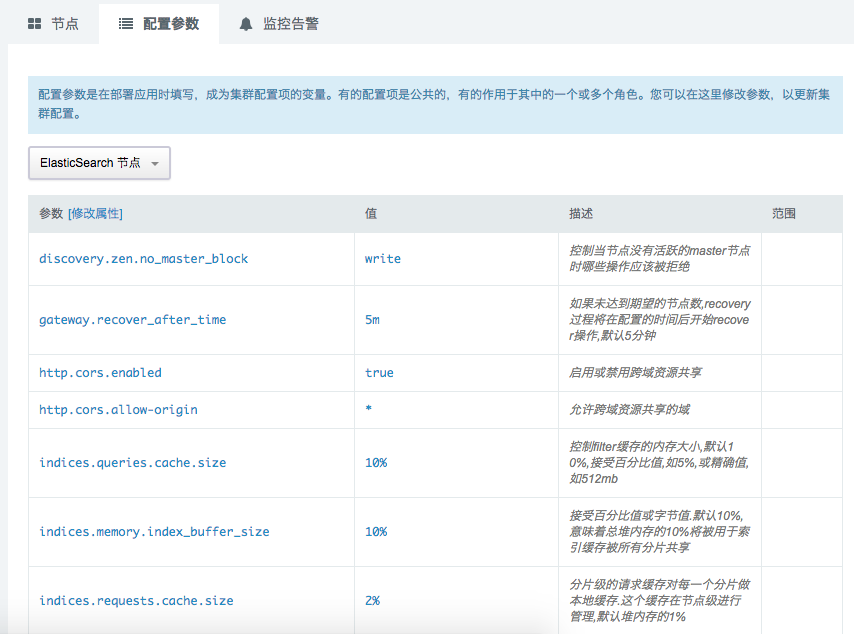 节点 配置参数 监控告警
配置参数是在部署应用时填写，成为集群配置项的变量。有的配置项是公共的，有的作用于其中的一个或多个角色。您可以在这里修改参数，以更新集
群配置。
ElasticSearch 节点
参数 [修改属性] 值 描述 范围
discovery.zen.no_master_block write 控制当节点没有活跃的master节点
时哪些操作应该被拒绝
gateway.recover_after_time 5m 如果未达到期望的节点数,recovery
过程将在配置的时间后开始recove
r操作,默认5分钟
http.cors.enabled true 启用或禁用跨域资源共享
http.cors.allow-origin * 允许跨域资源共享的域
indices.queries.cache.size 10% 控制filter缓存的内存大小,默认1
0%,接受百分比值,如5%,或精确值,
如512mb
indices.memory.index_buffer_size 10% 接受百分比值或字节值.默认10%,
意味着总堆内存的10%将被用于索
引缓存被所有分片共享
indices.requests.cache.size 2% 分片级的请求缓存对每一个分片做
本地缓存.这个缓存在节点级进行
管理,默认堆内存的1%